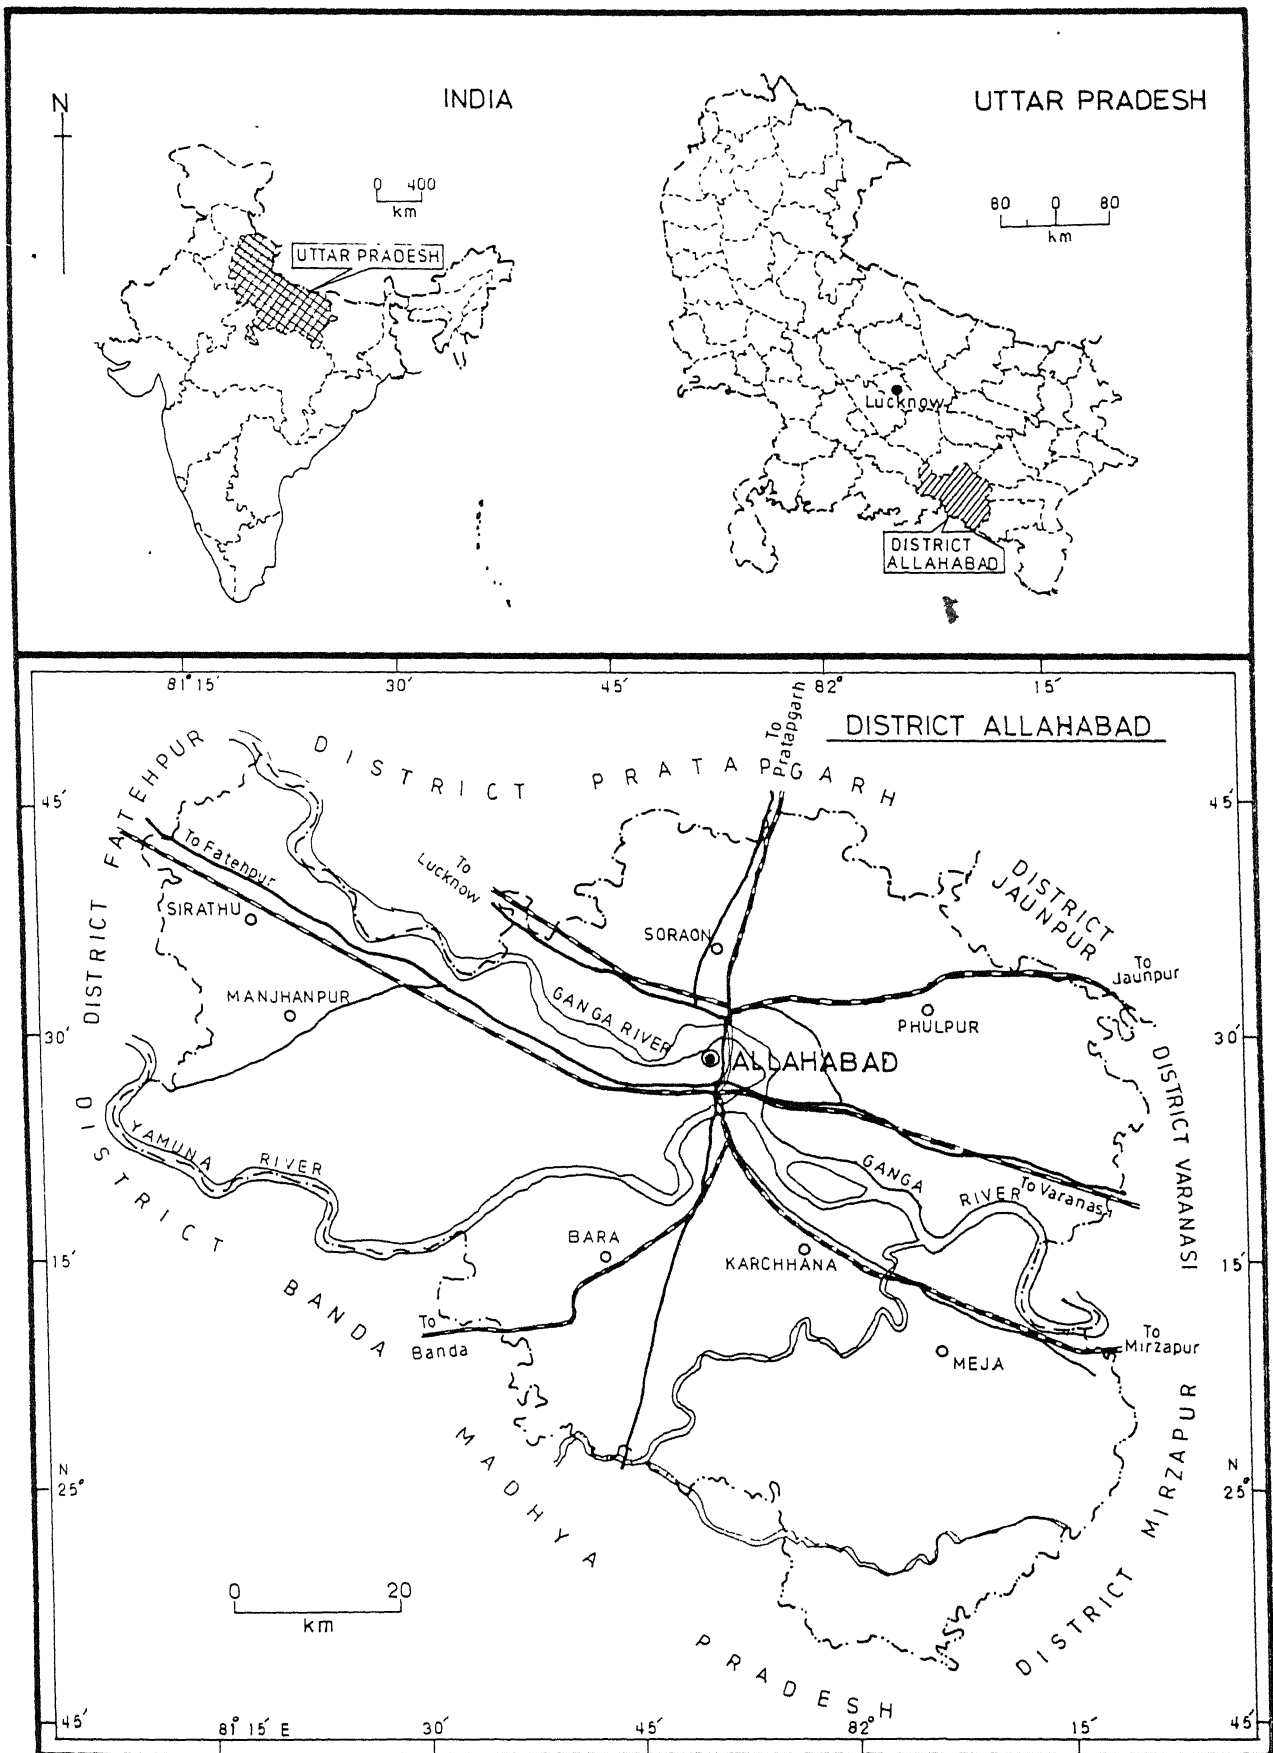 N
INDIA
0 400
km
UTTAR PRADESH
UTTAR PRADESH
80 0 80
km
Lucknow
DISTRICT
ALLAHABAD
81° 15′ 30′ 45′ 82° 15′
DISTRICT ALLAHABAD
To
Pratapgarh
DISTRICT PRATAPGARH
DISTRICT FATEHPUR
45′ 45′
To Fatehpur
To
Lucknow
SIRATHU
SORAON
DISTRICT
JAUNPUR
To
Jaunpur
MANJHANPUR
GANGA RIVER
PHULPUR
30′ 30′
ALLAHABAD
DISTRICT VARANASI
YAMUNA RIVER
GANGA RIVER
To Varanasi
DISTRICT BANDA
BARA
KARCHHANA
15′ 15′
To
Banda
To
Mirzapur
MEJA
DISTRICT MIRZAPUR
MADHYA PRADESH
N
25°
N
25°
0 20
km
45′ 45′
81° 15′ E 30′ 45′ 82° 15′